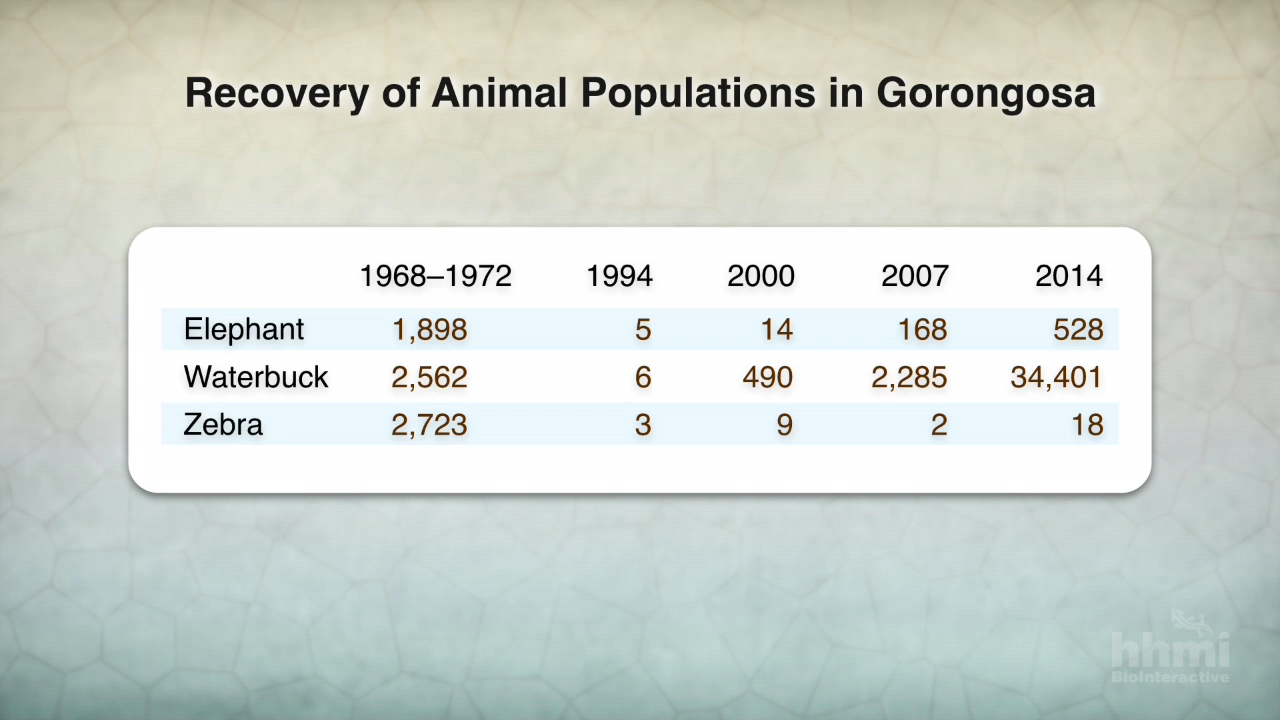 Recovery of Animal Populations in Gorongosa
1968–1972 1994 2000 2007 2014
Elephant 1,898 5 14 168 528
Waterbuck 2,562 6 490 2,285 34,401
Zebra 2,723 3 9 2 18
hhmi
BioInteractive